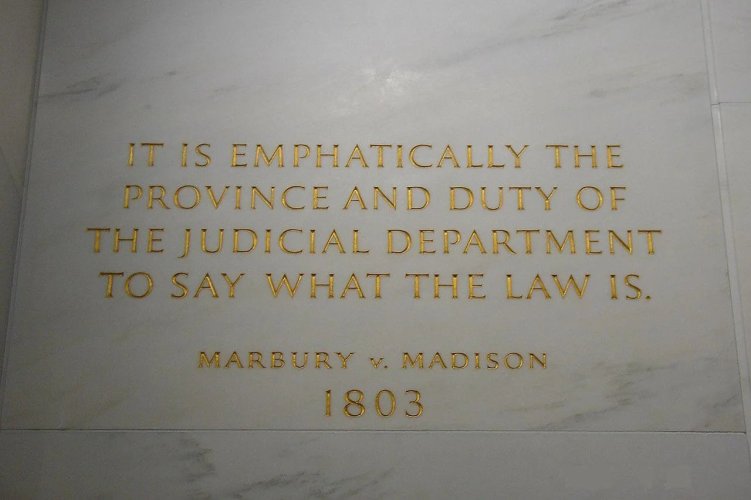 IT IS EMPHATICALLY THE
PROVINCE AND DUTY OF
THE JUDICIAL DEPARTMENT
TO SAY WHAT THE LAW IS.
MARBURY v. MADISON
1803